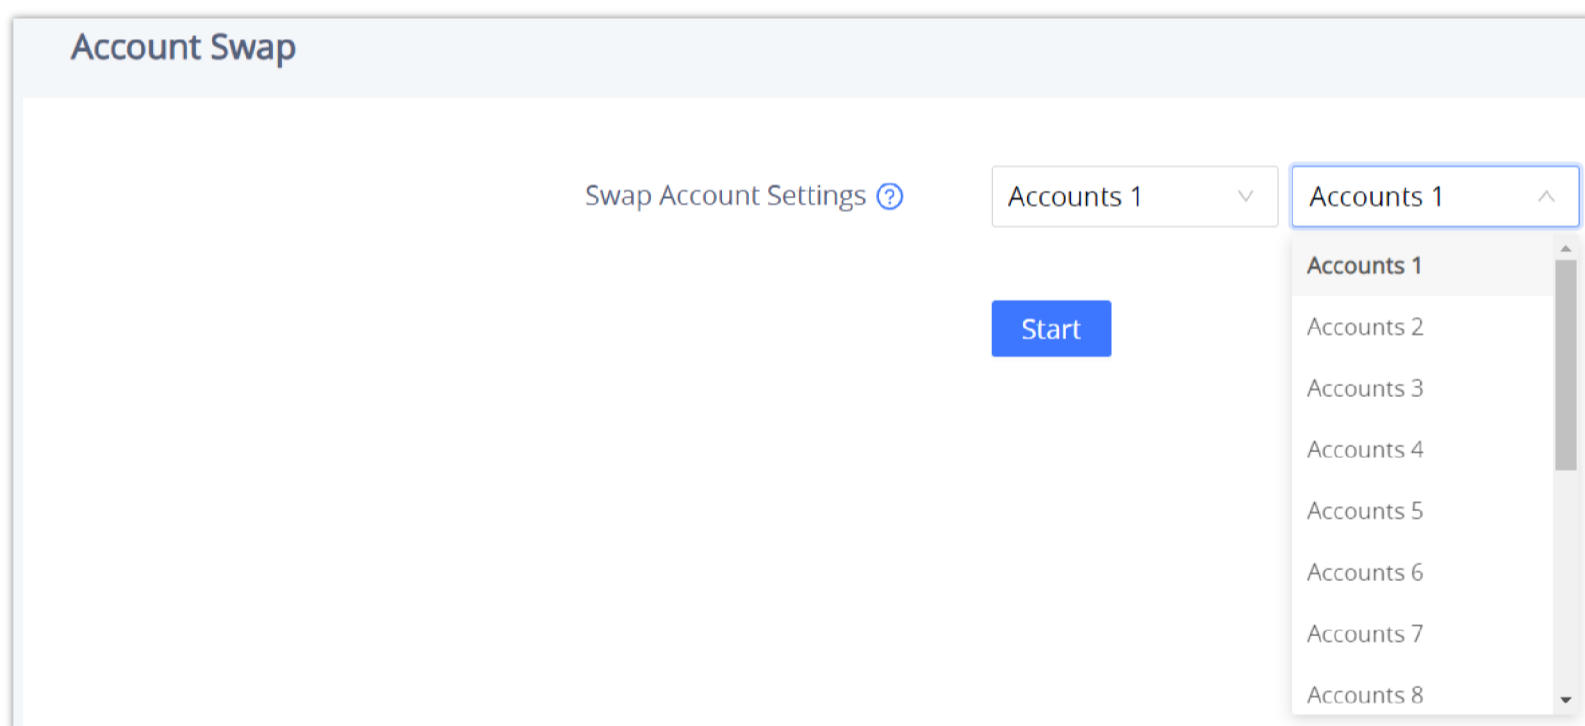 Account Swap
Swap Account Settings ? Accounts 1 Accounts 1
Start
Accounts 1
Accounts 2
Accounts 3
Accounts 4
Accounts 5
Accounts 6
Accounts 7
Accounts 8